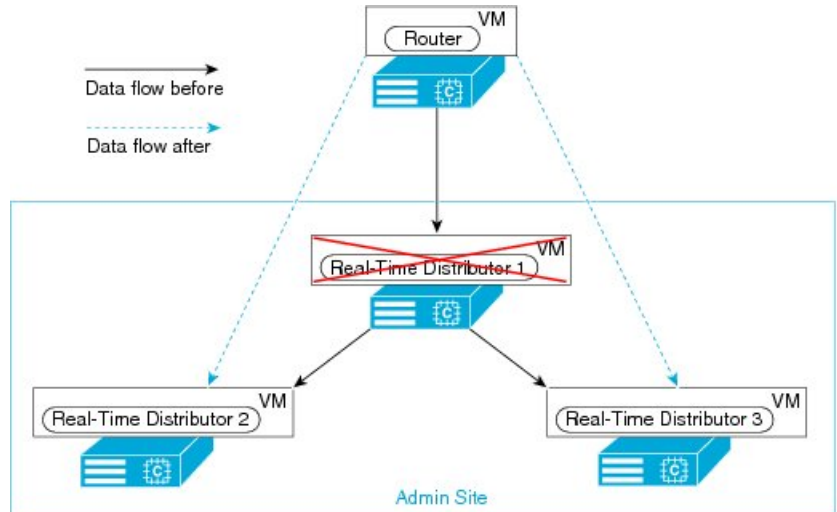 VM
Router
Data flow before
Data flow after
VM
Real-Time Distributor 1
C
VM
Real-Time Distributor 2
C
VM
Real-Time Distributor 3
C
C
Admin Site